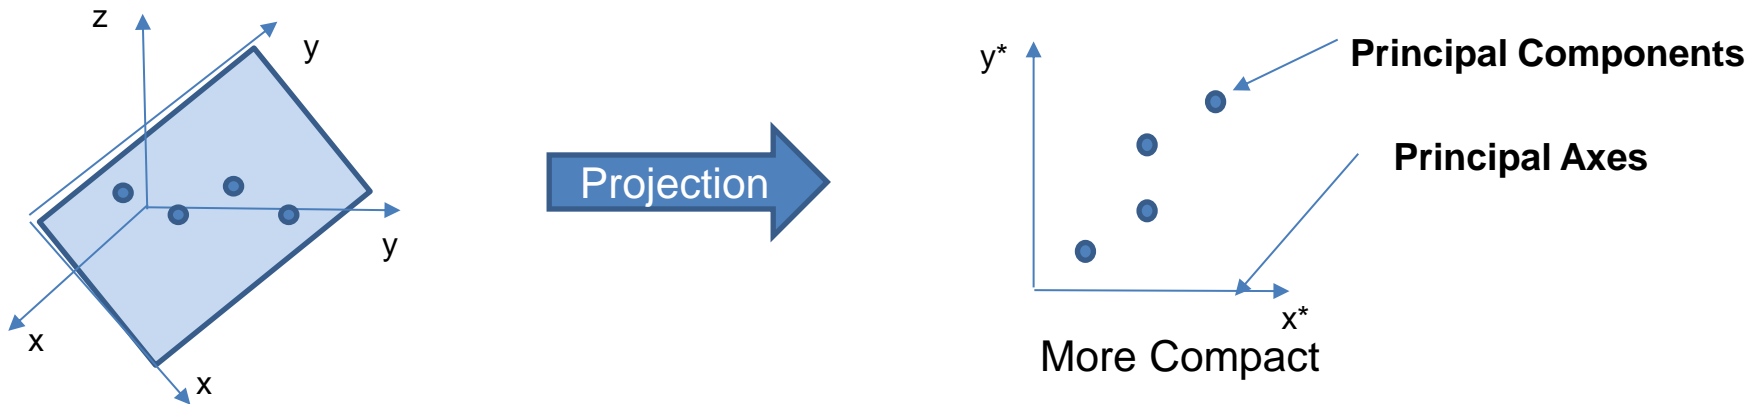 z
y
y
x
x
Projection
y*
Principal Components
Principal Axes
x*
More Compact